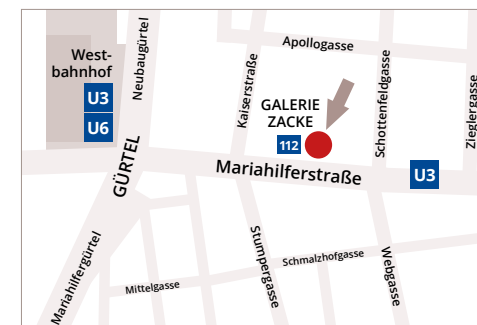 West-
bahnhof
U3
U6
Neubaugürtel
GÜRTEL
Mariahilfergürtel
Kaiserstraße
Apollogasse
GALERIE
ZACKE
112
Schottenfeldgasse
Zieglergasse
Mariahilferstraße
U3
Stumpergasse
Schmalzhofgasse
Mittelgasse
Webgasse